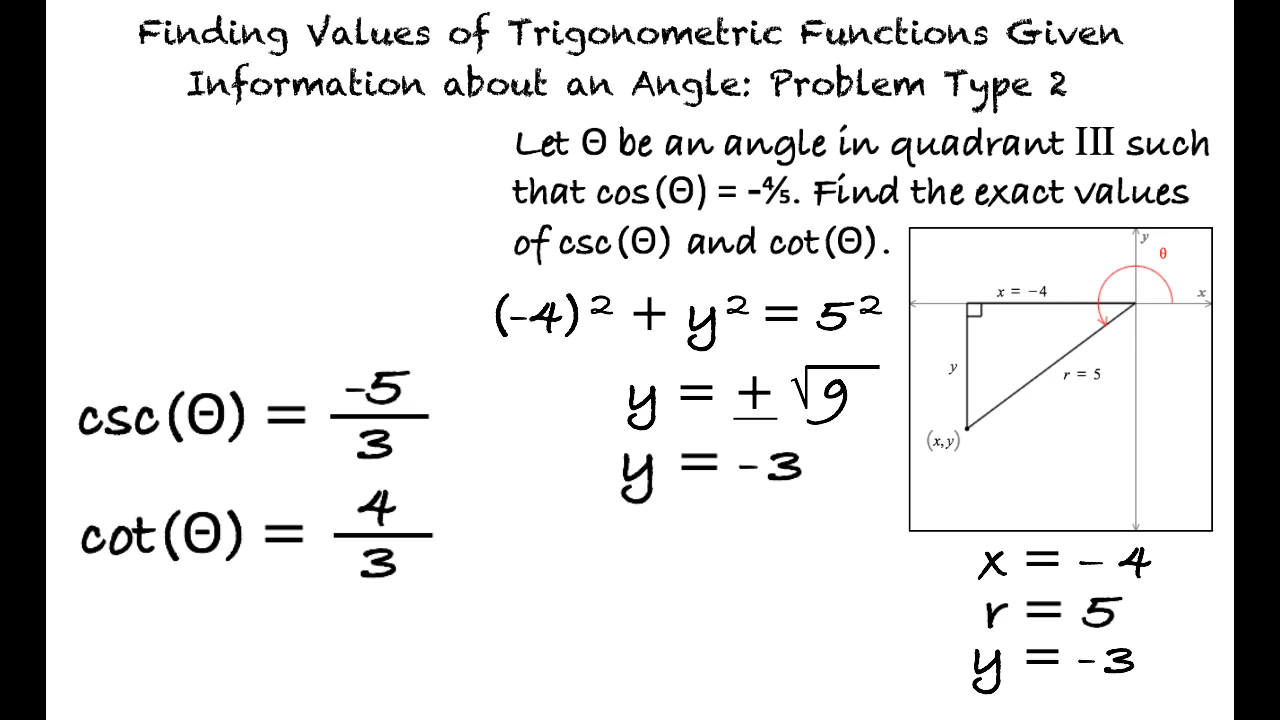 Finding Values of Trigonometric Functions Given
Information about an Angle: Problem Type 2
Let Θ be an angle in quadrant III such
that cos(Θ) = -⅘. Find the exact values
of csc(Θ) and cot(Θ).
(-4)² + y² = 5²
y = ± √9
y = -3
csc(Θ) = -5/3
cot(Θ) = 4/3
y
θ
x = −4
x
y
r = 5
(x,y)
x = -4
r = 5
y = -3